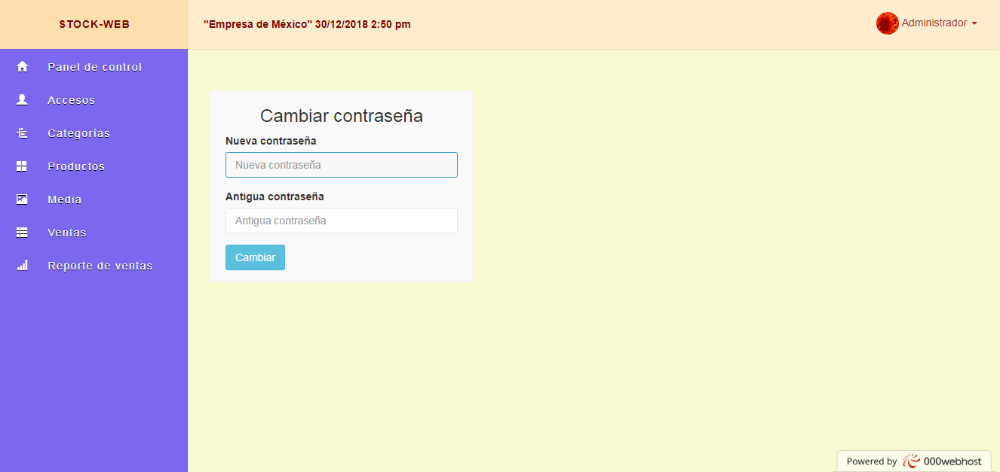 STOCK-WEB
"Empresa de México" 30/12/2018 2:50 pm
Administrador
Panel de control
Accesos
Categorías
Productos
Media
Ventas
Reporte de ventas
Cambiar contraseña
Nueva contraseña
Nueva contraseña
Antigua contraseña
Antigua contraseña
Cambiar
Powered by 000webhost